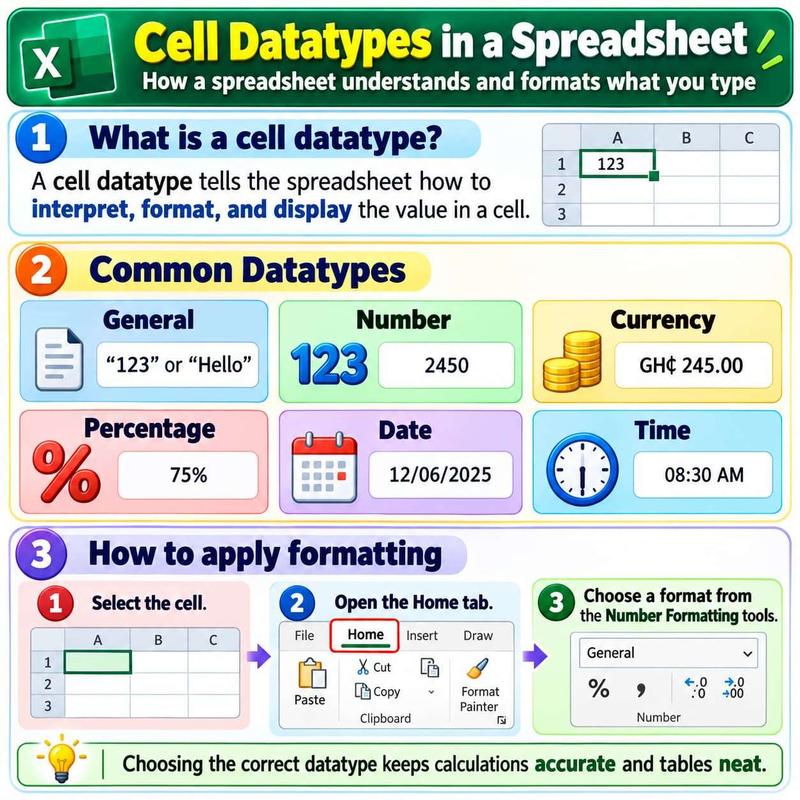 X
Cell Datatypes in a Spreadsheet
How a spreadsheet understands and formats what you type
1 What is a cell datatype?
A cell datatype tells the spreadsheet how to
interpret, format, and display the value in a cell.
A B C
1 123
2
3
2 Common Datatypes
General
“123” or “Hello”
Number
123
2450
Currency
GH₵ 245.00
Percentage
%
75%
Date
12/06/2025
Time
08:30 AM
3 How to apply formatting
1 Select the cell.
A B C
1
2
3
2 Open the Home tab.
File Home Insert Draw
Paste
Cut
Copy
Format
Painter
Clipboard
3 Choose a format from
the Number Formatting tools.
General
% , ←.0 .0 →.0 →00
Number
Choosing the correct datatype keeps calculations accurate and tables neat.